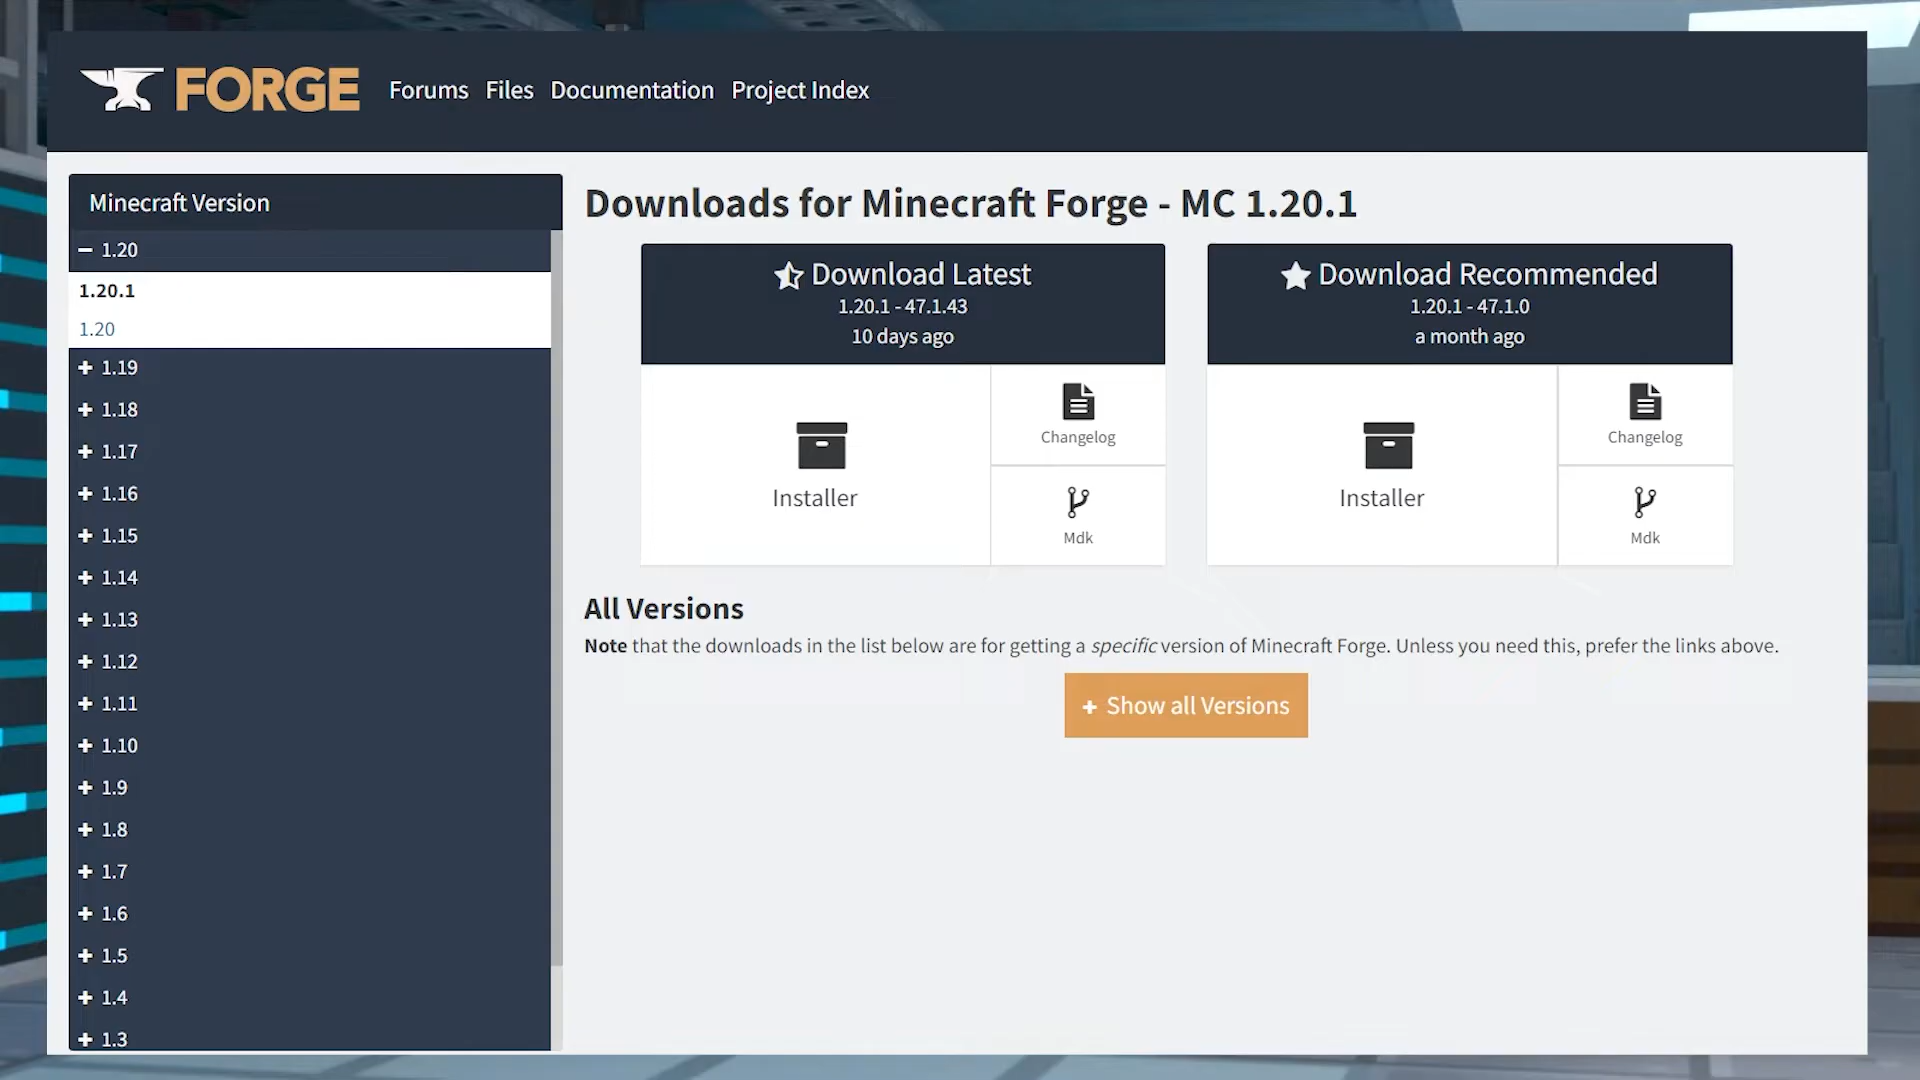 FORGE
Forums Files Documentation Project Index
Minecraft Version
1.20
1.20.1
1.20
1.19
1.18
1.17
1.16
1.15
1.14
1.13
1.12
1.11
1.10
1.9
1.8
1.7
1.6
1.5
1.4
1.3
Downloads for Minecraft Forge - MC 1.20.1
Download Latest
1.20.1 - 47.1.43
10 days ago
Installer
Changelog
Mdk
Download Recommended
1.20.1 - 47.1.0
a month ago
Installer
Changelog
Mdk
All Versions
Note that the downloads in the list below are for getting a specific version of Minecraft Forge. Unless you need this, prefer the links above.
+ Show all Versions